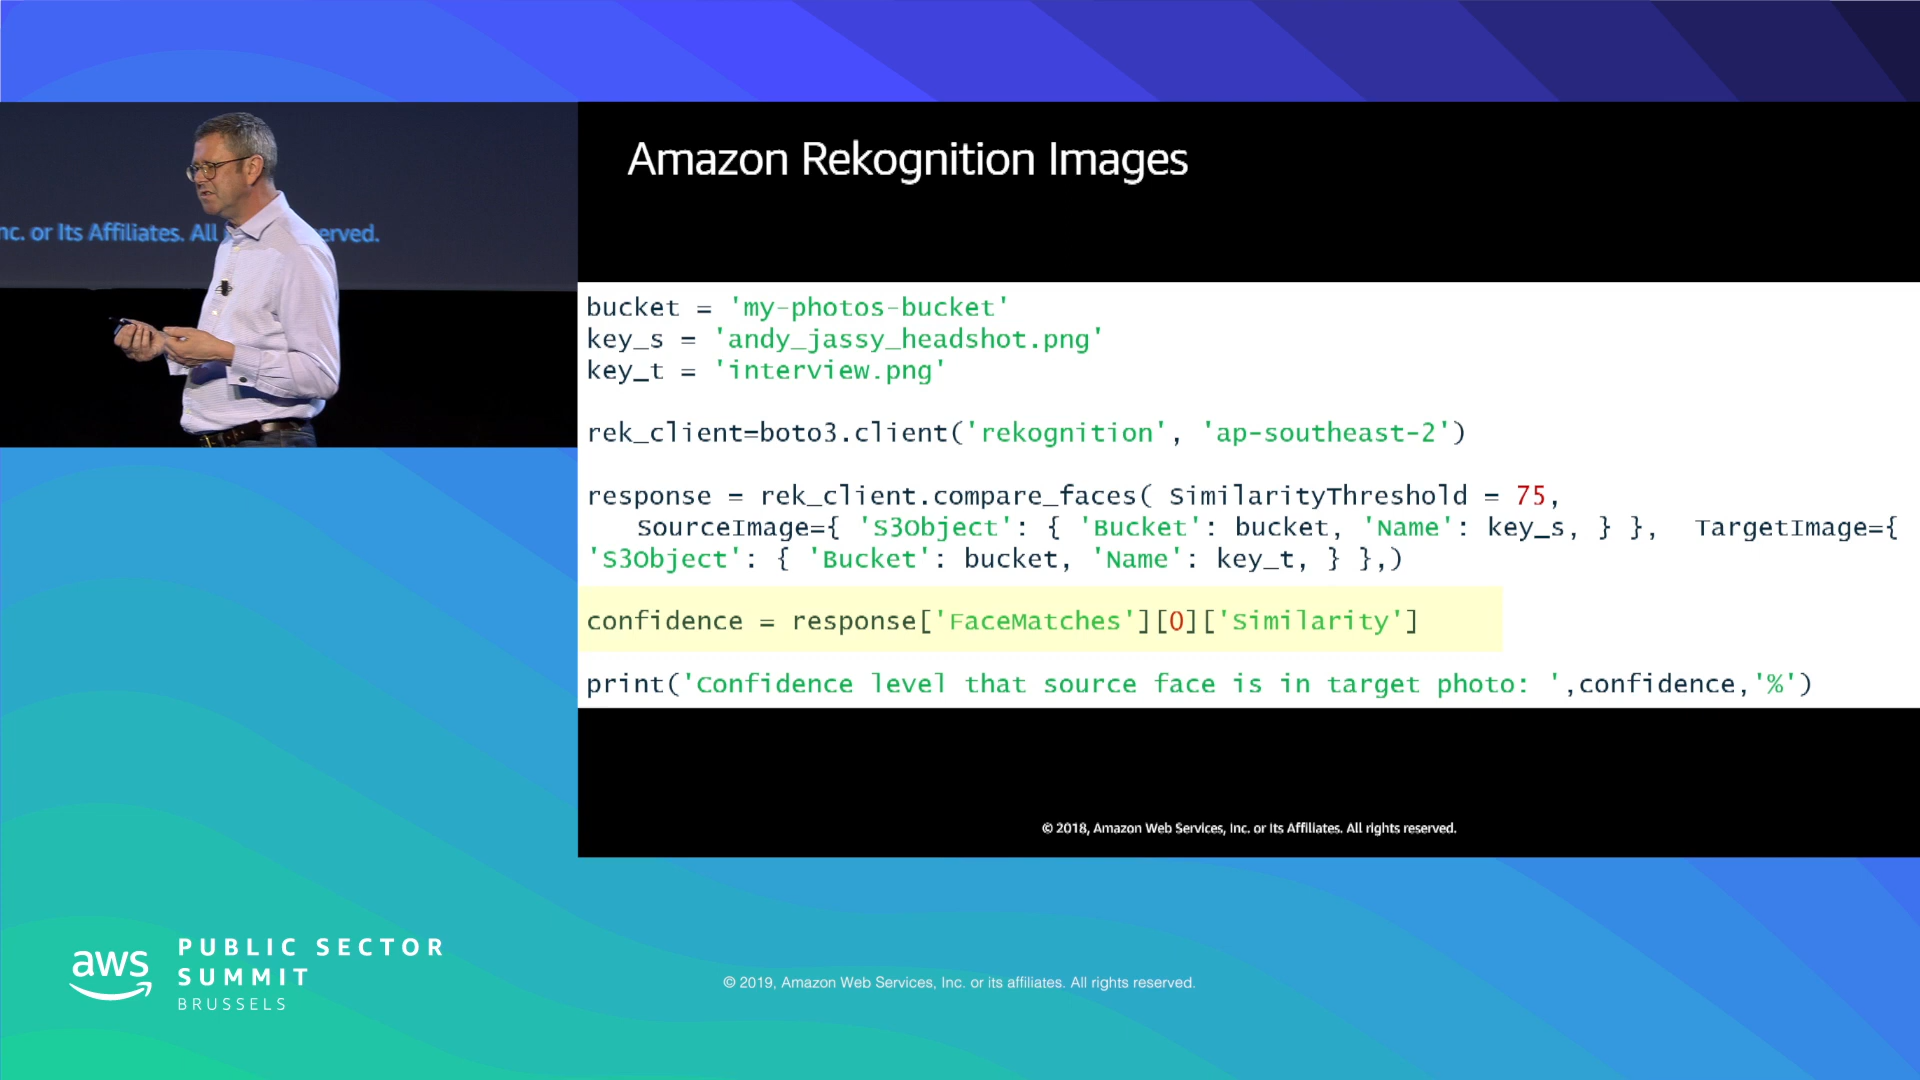 Amazon Rekognition Images
nc. or Its Affiliates. All
erved.
bucket = 'my-photos-bucket'
key_s = 'andy_jassy_headshot.png'
key_t = 'interview.png'
rek_client=boto3.client('rekognition', 'ap-southeast-2')
response = rek_client.compare_faces( SimilarityThreshold = 75,
SourceImage={ 'S3Object': { 'Bucket': bucket, 'Name': key_s, } }, TargetImage={
'S3Object': { 'Bucket': bucket, 'Name': key_t, } },)
confidence = response['FaceMatches'][0]['Similarity']
print('Confidence level that source face is in target photo: ',confidence,'%')
© 2018, Amazon Web Services, Inc. or Its Affiliates. All rights reserved.
aws
PUBLIC SECTOR
SUMMIT
BRUSSELS
© 2019, Amazon Web Services, Inc. or its affiliates. All rights reserved.